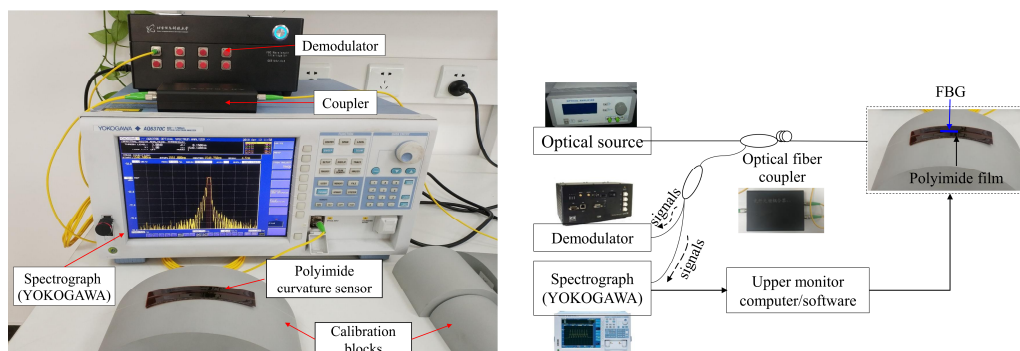 Demodulator
Coupler
YOKOGAWA
AQ6370C
Spectrograph
(YOKOGAWA)
Polyimide
curvature sensor
Calibration
blocks
Optical source
Optical fiber
coupler
FBG
Polyimide film
signals
Demodulator
signals
Spectrograph
(YOKOGAWA)
Upper monitor
computer/software